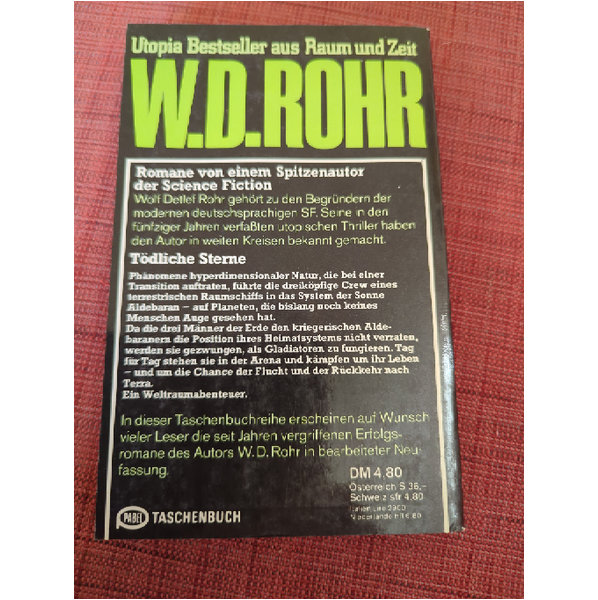 Utopia Bestseller aus Raum und Zeit
W.D.ROHR
Romane von einem Spitzenautor
der Science Fiction
Wolf Detlef Rohr gehört zu den Begründern der
modernen deutschsprachigen SF. Seine in den
fünfziger Jahren verfaßten utopischen Thriller haben
den Autor in weiten Kreisen bekannt gemacht.
Tödliche Sterne
Phänomene hyperdimensionaler Natur, die bei einer
Transition auftraten, führte die dreiköpfige Crew eines
terrestrischen Raumschiffs in das System der Sonne
Aldebaran – auf Planeten, die bislang noch keines
Menschen Auge gesehen hat.
Da die drei Männer der Erde den kriegerischen Alde-
baranern die Position ihres Heimatsystems nicht verraten,
werden sie gezwungen, als Gladiatoren zu fungieren. Tag
für Tag stehen sie in der Arena und kämpfen um ihr Leben
– und um die Chance der Flucht und der Rückkehr nach
Terra.
Ein Weltraumabenteuer.
In dieser Taschenbuchreihe erscheinen auf Wunsch
vieler Leser die seit Jahren vergriffenen Erfolgs-
romane des Autors W. D. Rohr in bearbeiteter Neu-
fassung.
DM 4.80
Österreich S 36,-
Schweiz sfr 4.80
Italien Lire 2900
Niederlande hfl 6.80
PABEL TASCHENBUCH